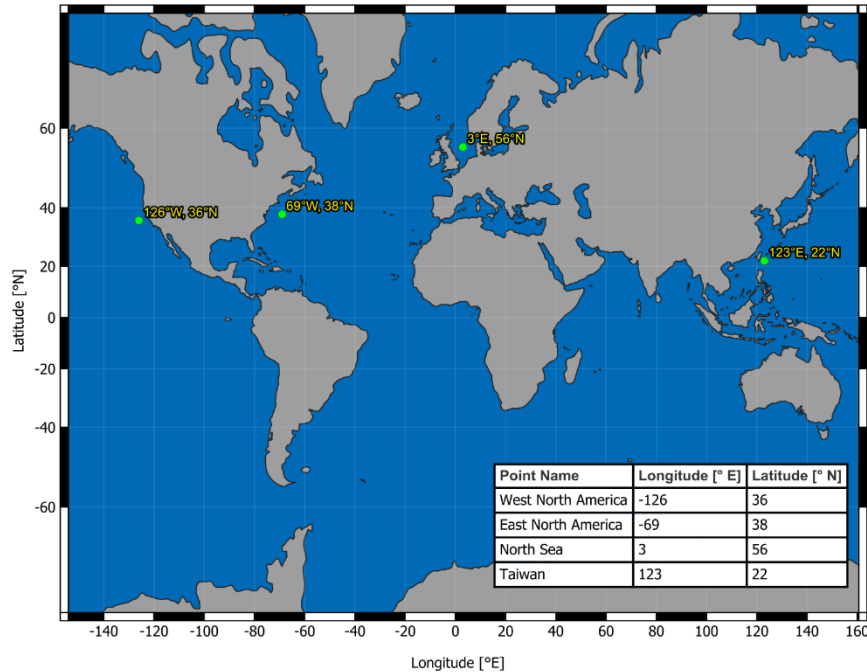 60
40
20
0
-20
-40
-60
Latitude [°N]
3°E, 56°N
126°W, 36°N
69°W, 38°N
123°E, 22°N
Point Name Longitude [° E] Latitude [° N]
West North America -126 36
East North America -69 38
North Sea 3 56
Taiwan 123 22
-140 -120 -100 -80 -60 -40 -20 0 20 40 60 80 100 120 140 160
Longitude [°E]